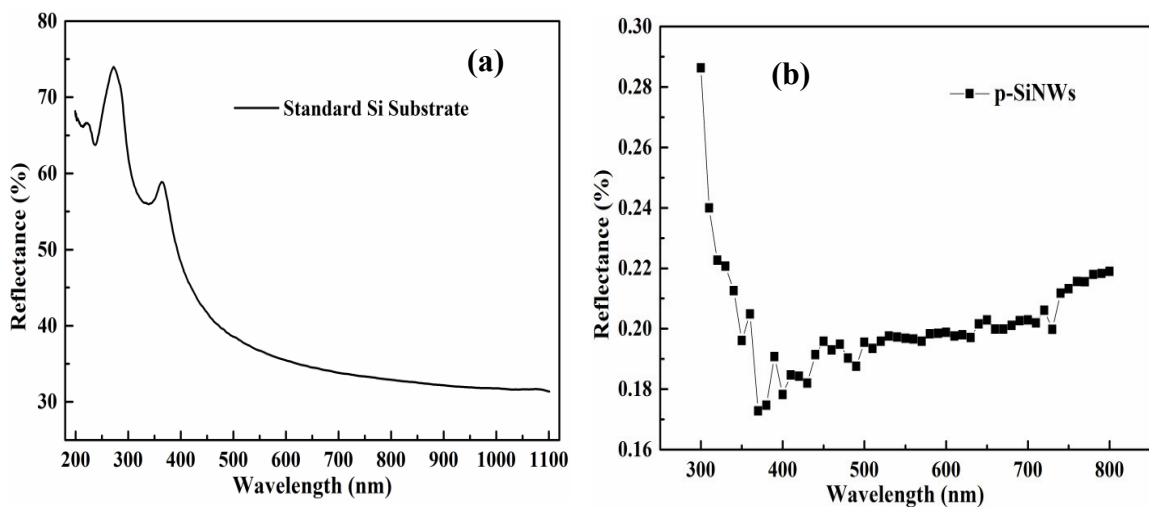 (a)
Standard Si Substrate
Reflectance (%)
80
70
60
50
40
30
200 300 400 500 600 700 800 900 1000 1100
Wavelength (nm)
(b)
p-SiNWs
Reflectance (%)
0.30
0.28
0.26
0.24
0.22
0.20
0.18
0.16
300 400 500 600 700 800
Wavelength (nm)